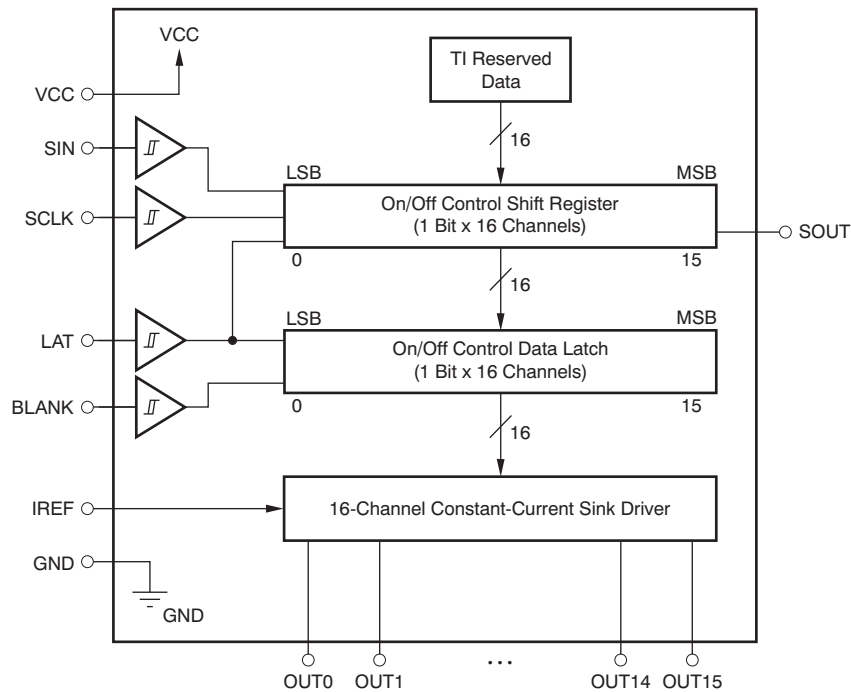 VCC
TI Reserved
Data
VCC
SIN
16
LSB
MSB
On/Off Control Shift Register
(1 Bit x 16 Channels)
SCLK
SOUT
0
15
16
LSB
MSB
LAT
On/Off Control Data Latch
(1 Bit x 16 Channels)
BLANK
0
15
16
IREF
16-Channel Constant-Current Sink Driver
GND
GND
OUT0
OUT1
...
OUT14
OUT15